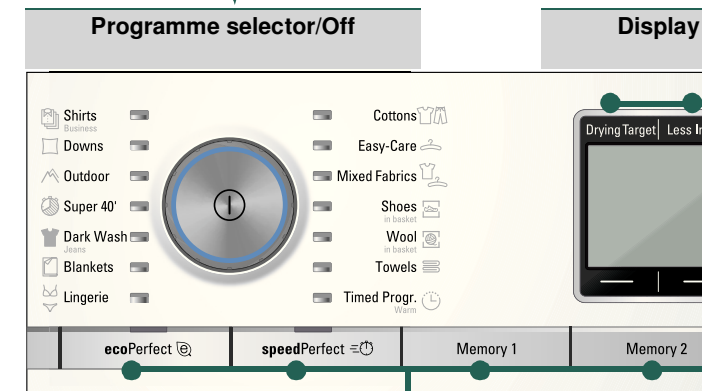 Programme selector/Off
Display
Shirts
Business
Downs
Outdoor
Super 40'
Dark Wash
Jeans
Blankets
Lingerie
Cottons
Easy-Care
Mixed Fabrics
Shoes
in basket
Wool
in basket
Towels
Timed Progr.
Warm
Drying Target Less
ecoPerfect
speedPerfect
Memory 1
Memory 2